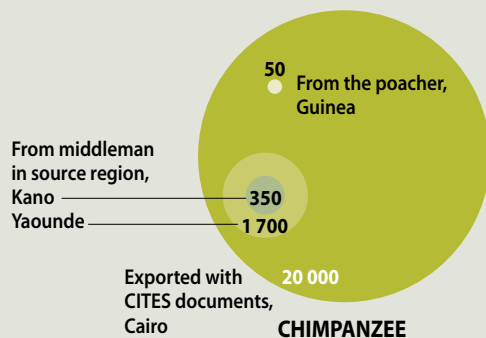 50
From the poacher,
Guinea
From middleman
in source region,
Kano
350
Yaounde
1 700
Exported with
CITES documents,
Cairo
20 000
CHIMPANZEE